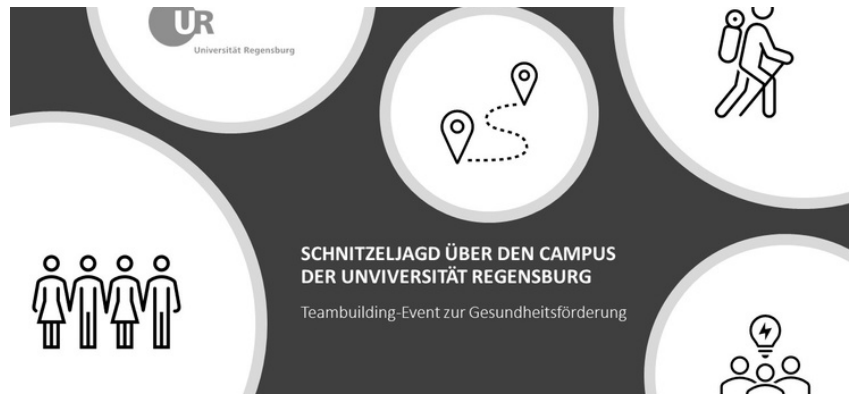 UR
Universität Regensburg
SCHNITZELJAGD ÜBER DEN CAMPUS
DER UNVIVERSITÄT REGENSBURG
Teambuilding-Event zur Gesundheitsförderung